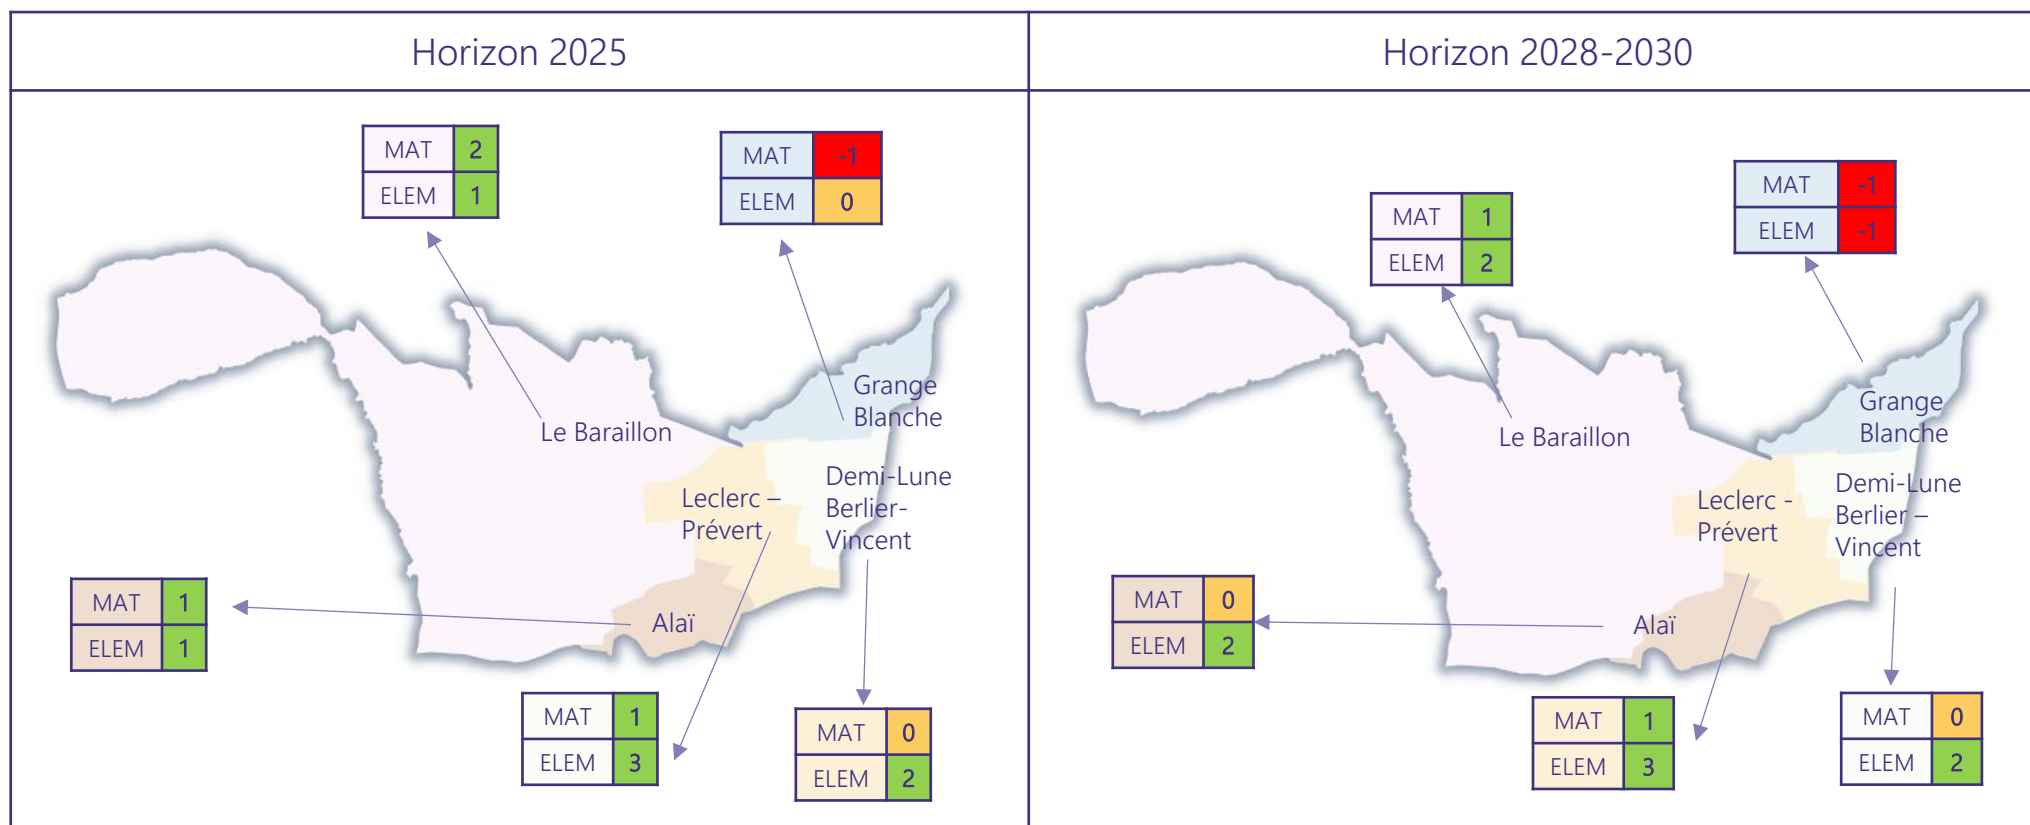 Horizon 2025
Horizon 2028-2030
MAT 2
ELEM 1
MAT -1
ELEM 0
Grange
Blanche
Le Baraillon
Demi-Lune
Berlier-
Vincent
Leclerc –
Prévert
Alaï
MAT 1
ELEM 1
MAT 1
ELEM 3
MAT 0
ELEM 2
MAT 1
ELEM 2
MAT -1
ELEM -1
Grange
Blanche
Le Baraillon
Demi-Lune
Berlier –
Vincent
Leclerc -
Prévert
Alaï
MAT 0
ELEM 2
MAT 1
ELEM 3
MAT 0
ELEM 2